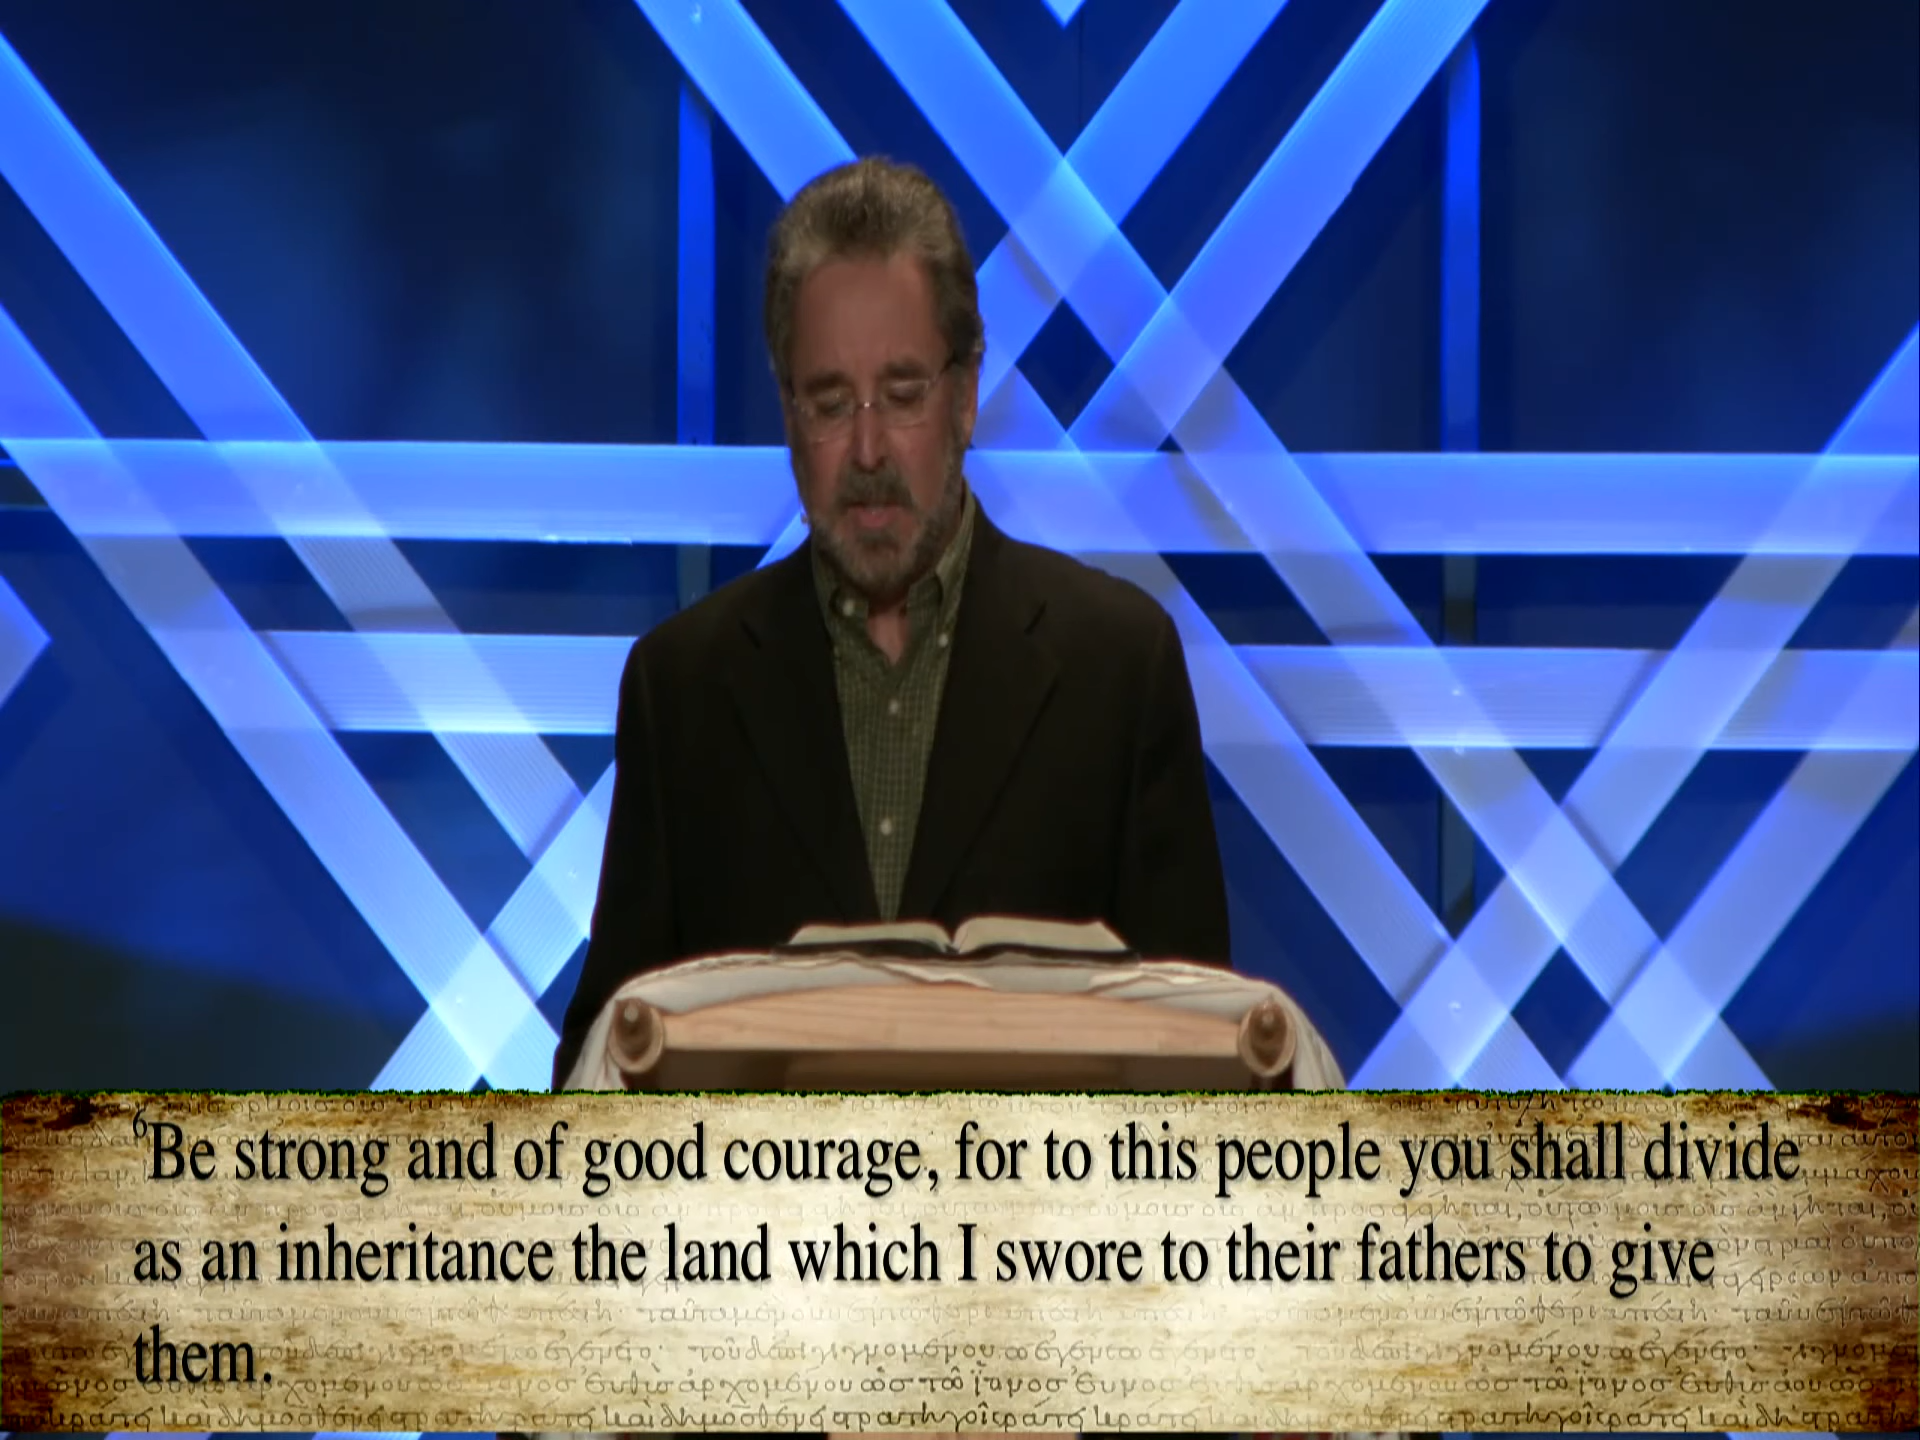 ⁶Be strong and of good courage, for to this people you shall divide
as an inheritance the land which I swore to their fathers to give
them.